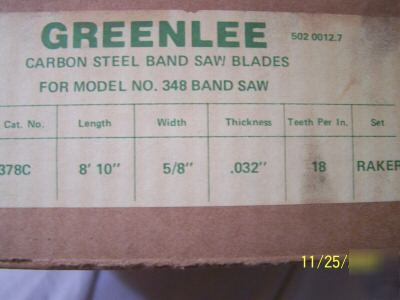 GREENLEE 502 0012.7
CARBON STEEL BAND SAW BLADES
FOR MODEL NO. 348 BAND SAW
Cat. No. Length Width Thickness Teeth Per In. Set
378C 8' 10" 5/8" .032" 18 RAKER
11/25/